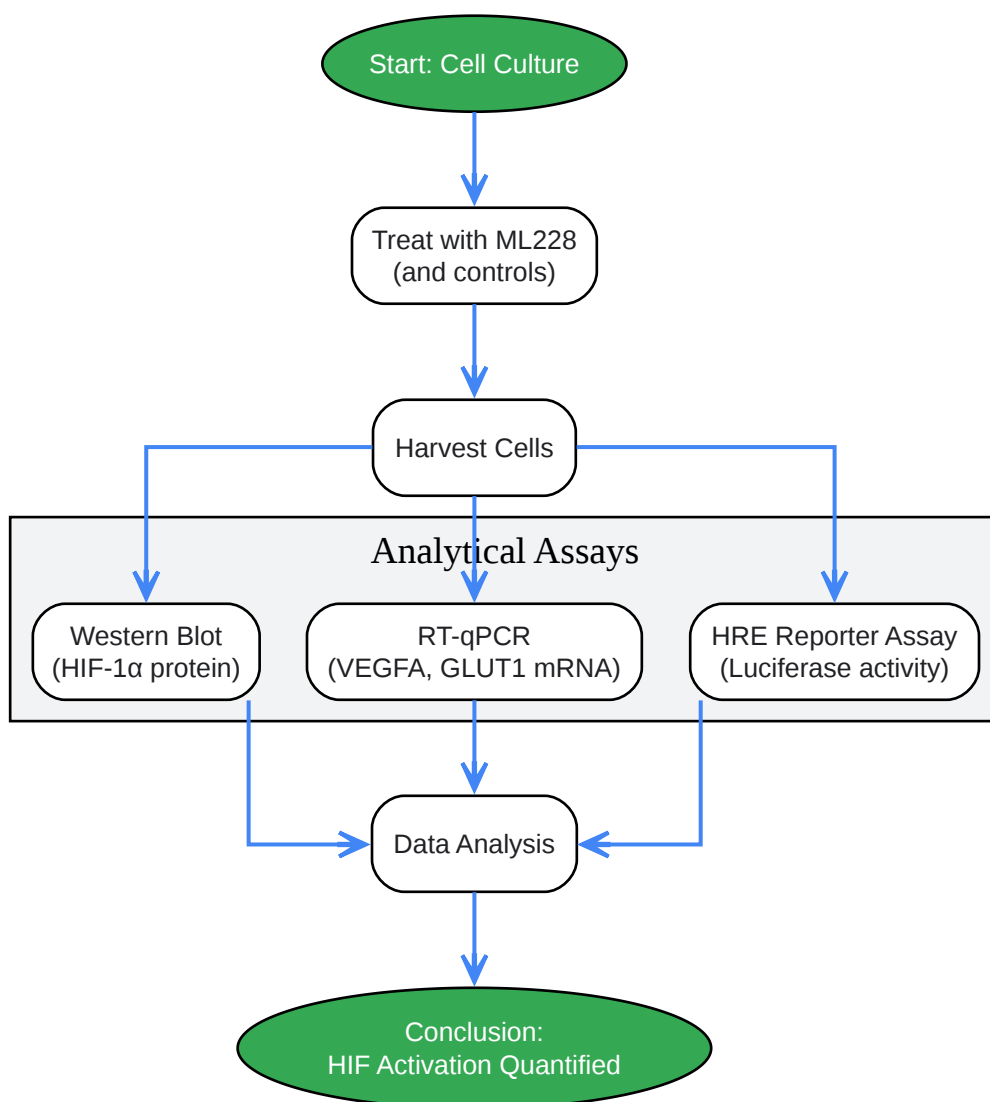 Start: Cell Culture
Treat with ML228
(and controls)
Harvest Cells
Analytical Assays
Western Blot
(HIF-1α protein)
RT-qPCR
(VEGFA, GLUT1 mRNA)
HRE Reporter Assay
(Luciferase activity)
Data Analysis
Conclusion:
HIF Activation Quantified